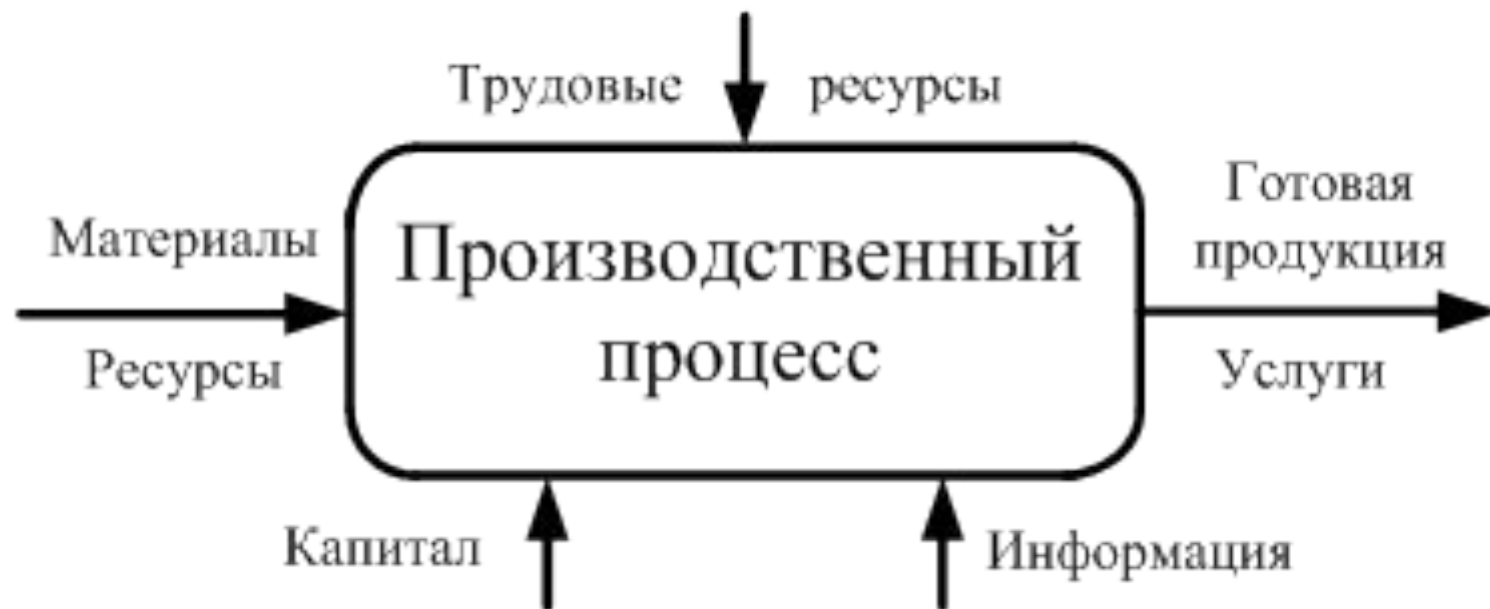 Трудовые ресурсы
Материалы
Ресурсы
Производственный
процесс
Готовая
продукция
Услуги
Капитал
Информация